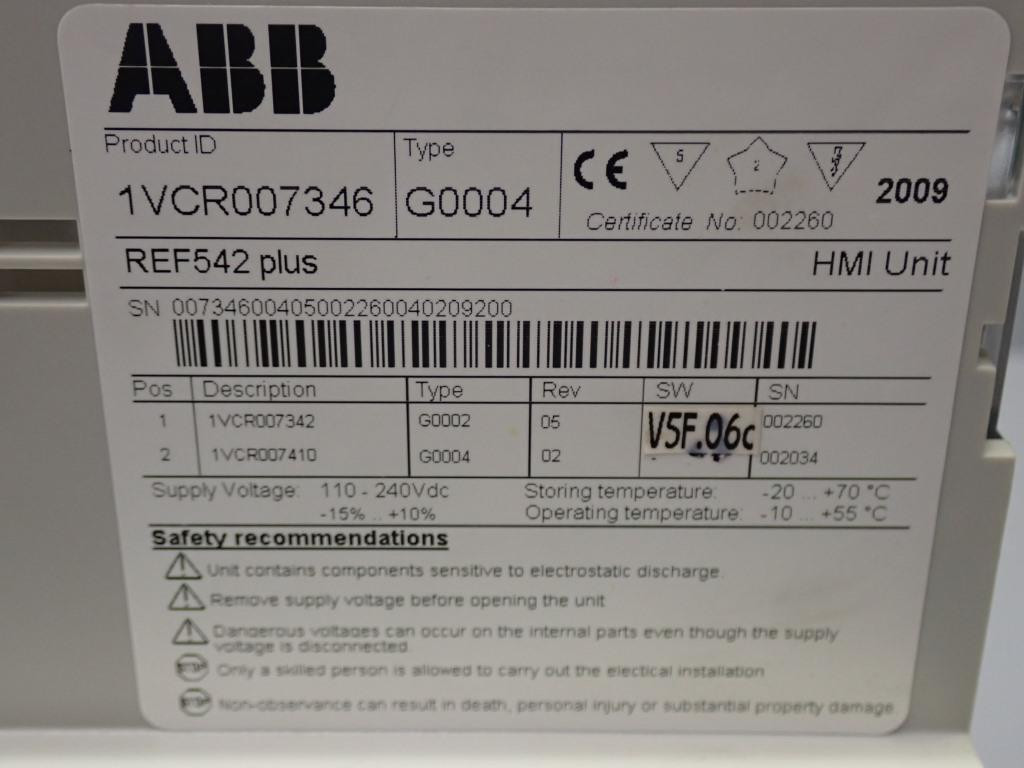 ABB
Product ID
1VCR007346
Type
G0004
CE
5
2
Certificate No: 002260
2009
REF542 plus
HMI Unit
SN 00734600405002260040209200
Pos Description Type Rev SW SN
1 1VCR007342 G0002 05 V5F.06c 002260
2 1VCR007410 G0004 02 - 002034
Supply Voltage: 110 - 240Vdc
-15% .. +10%
Storing temperature: -20 ... +70 °C
Operating temperature: -10 ... +55 °C
Safety recommendations
Unit contains components sensitive to electrostatic discharge.
Remove supply voltage before opening the unit
Dangerous voltages can occur on the internal parts even though the supply
voltage is disconnected.
STOP Only a skilled person is allowed to carry out the electical installation
STOP Non-observance can result in death, personal injury or substantial property damage.